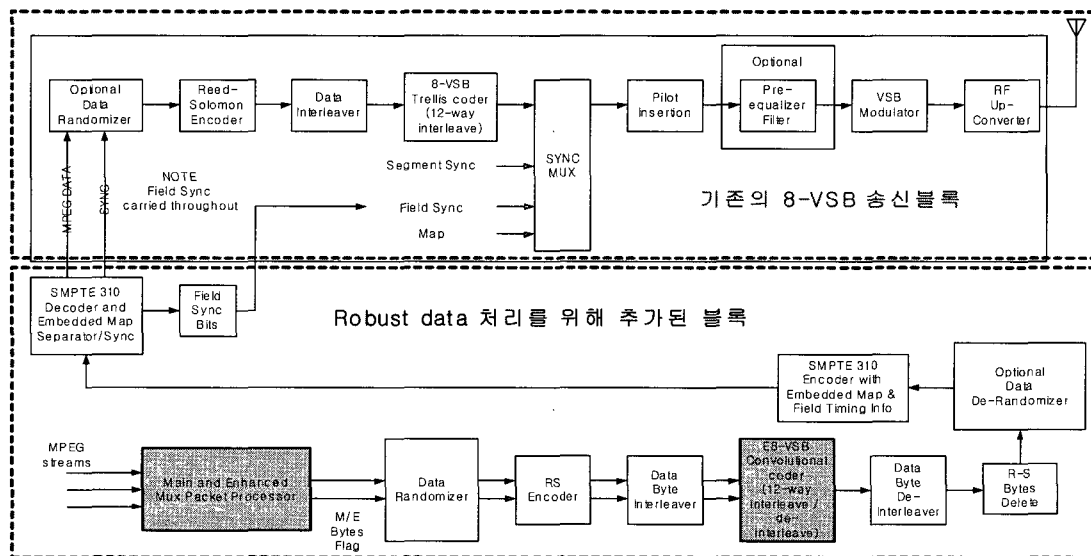 Optional
Data
Randomizer
Reed-
Solomon
Encoder
Data
Interleaver
8-VSB
Trellis coder
(12-way
interleave)
SYNC
MUX
Pilot
Insertion
Optional
Pre-
equalizer
Filter
VSB
Modulator
RF
Up-
Converter
Segment Sync
Field Sync
Map
MPEG DATA
SYNC
NOTE
Field Sync
carried throughout
기존의 8-VSB 송신블록
SMPTE 310
Decoder and
Embedded Map
Separator/Sync
Field
Sync
Bits
Robust data 처리를 위해 추가된 블록
SMPTE 310
Encoder with
Embedded Map &
Field Timing Info
Optional
Data
De-Randomizer
MPEG
streams
Main and Enhanced
Mux Packet Processor
M/E
Bytes
Flag
Data
Randomizer
RS
Encoder
Data
Byte
Interleaver
E8-VSB
Convolutional
coder
(12-way
interleave /
de-
interleave)
Data
Byte
De-
Interleaver
R-S
Bytes
Delete